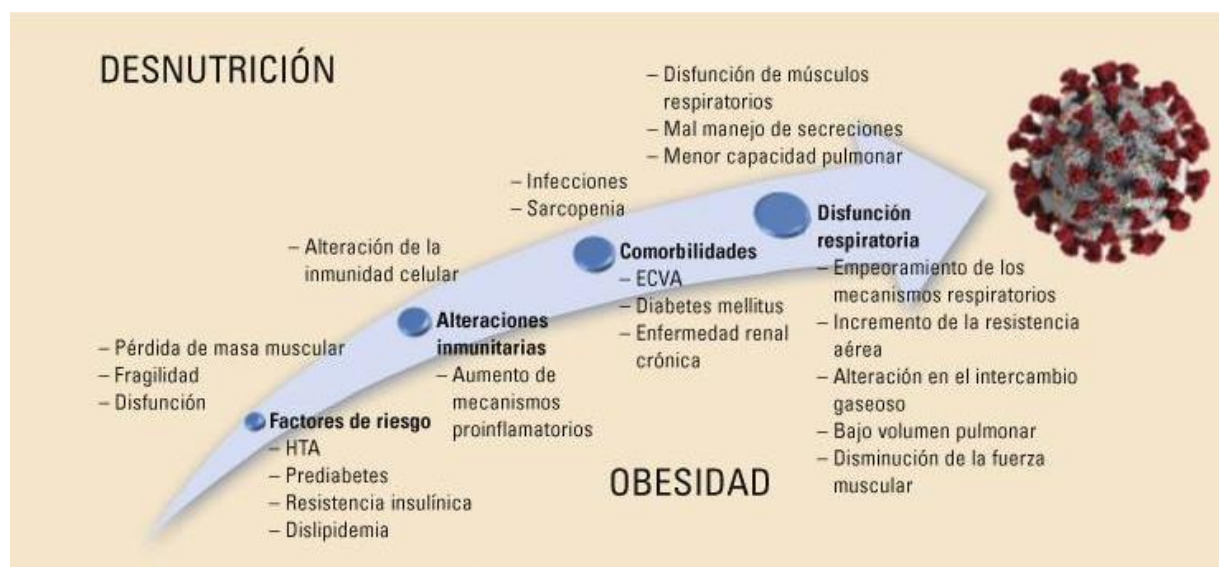 DESNUTRICIÓN
– Disfunción de músculos
respiratorios
– Mal manejo de secreciones
– Menor capacidad pulmonar
– Infecciones
– Sarcopenia
– Alteración de la
inmunidad celular
– Pérdida de masa muscular
– Fragilidad
– Disfunción
Factores de riesgo
– HTA
– Prediabetes
– Resistencia insulínica
– Dislipidemia
Alteraciones
inmunitarias
– Aumento de
mecanismos
proinflamatorios
Comorbilidades
– ECVA
– Diabetes mellitus
– Enfermedad renal
crónica
Disfunción
respiratoria
– Empeoramiento de los
mecanismos respiratorios
– Incremento de la resistencia
aérea
– Alteración en el intercambio
gaseoso
– Bajo volumen pulmonar
– Disminución de la fuerza
muscular
OBESIDAD